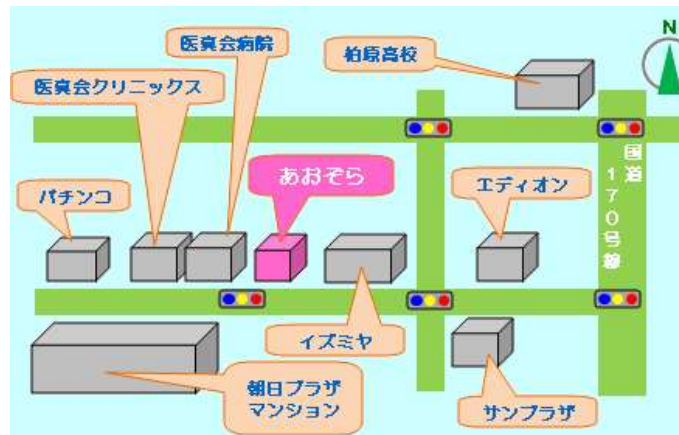 医真会病院
柏原高校
N
医真会クリニックス
国道170号線
パチンコ
あおぞら
エディオン
イズミヤ
朝日プラザ
マンション
サンプラザ